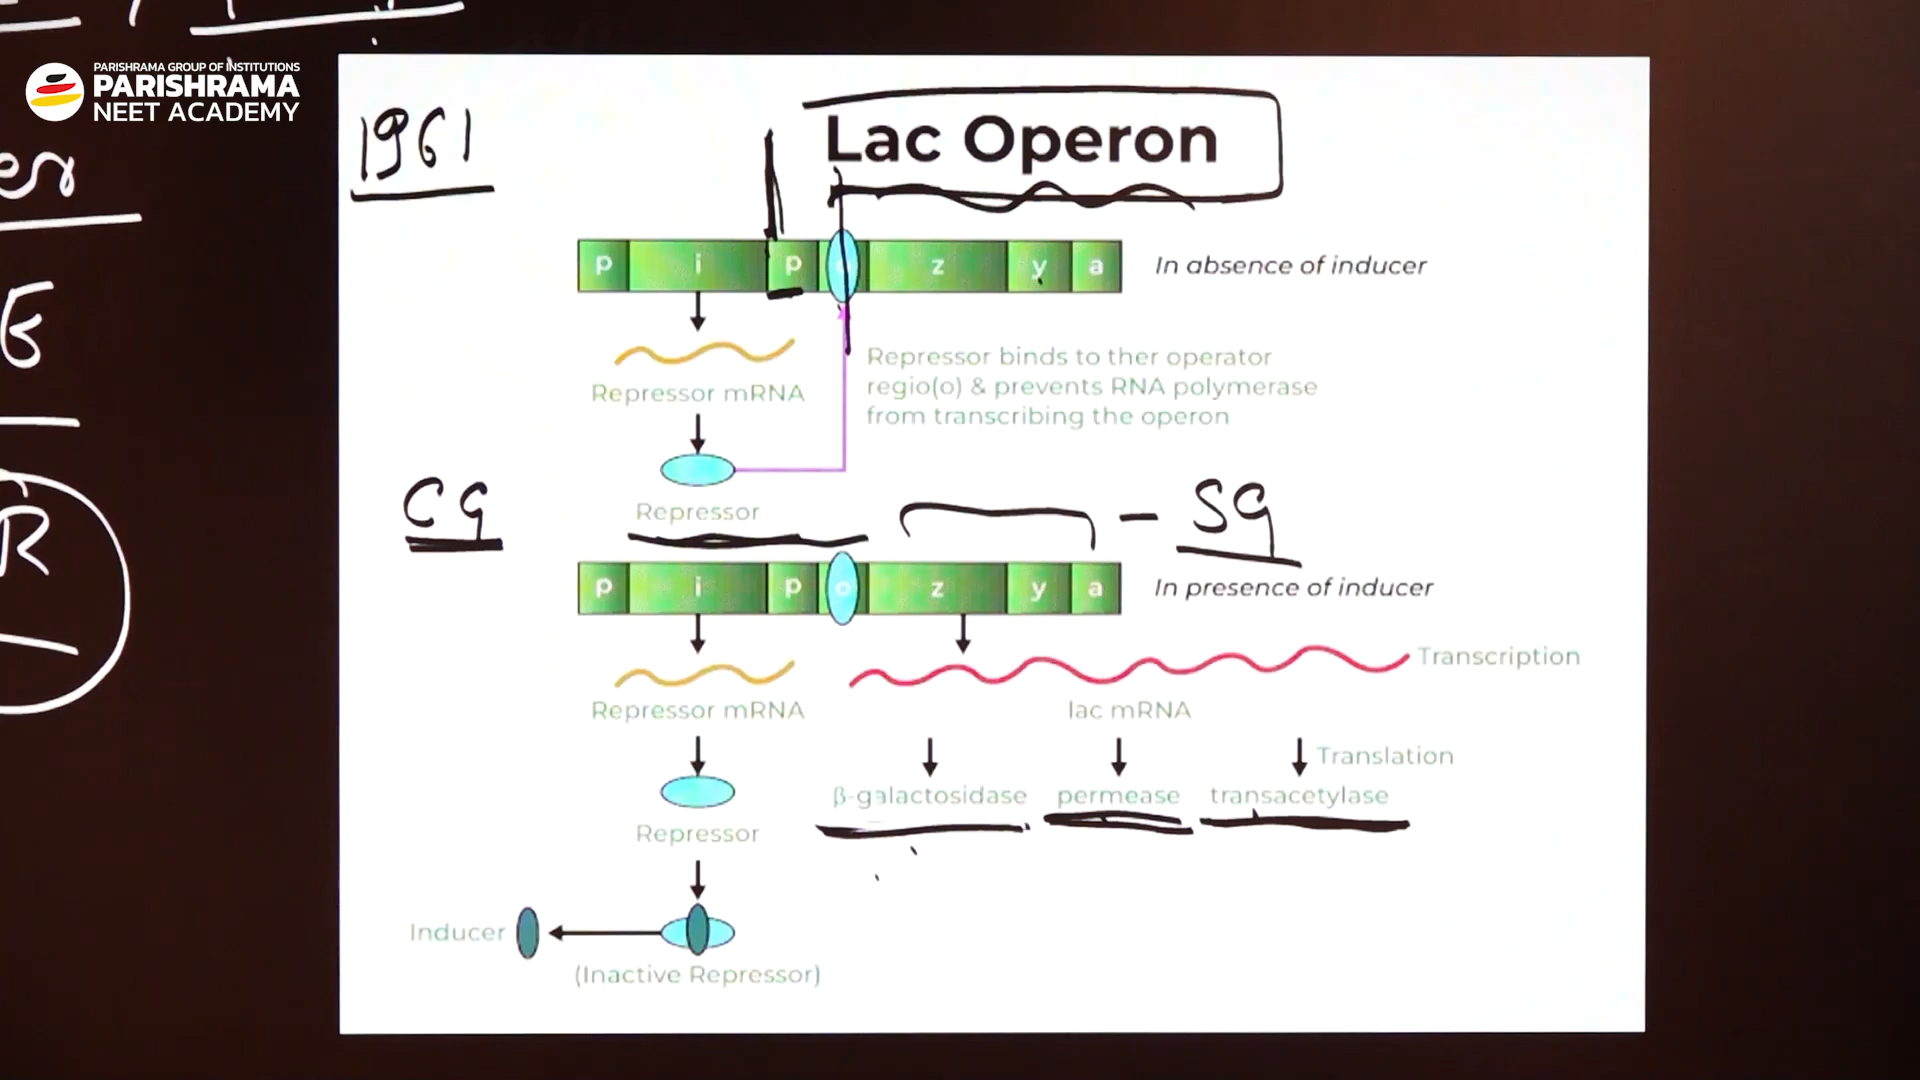 PARISHRAMA GROUP OF INSTITUTIONS
PARISHRAMA
NEET ACADEMY
er
E
R
1961
Lac Operon
p i p o z y a In absence of inducer
Repressor mRNA
Repressor binds to ther operator
regio(o) & prevents RNA polymerase
from transcribing the operon
Repressor
CG
SG
p i p o z y a In presence of inducer
Transcription
Repressor mRNA
lac mRNA
Translation
β-galactosidase permease transacetylase
Repressor
Inducer
(Inactive Repressor)